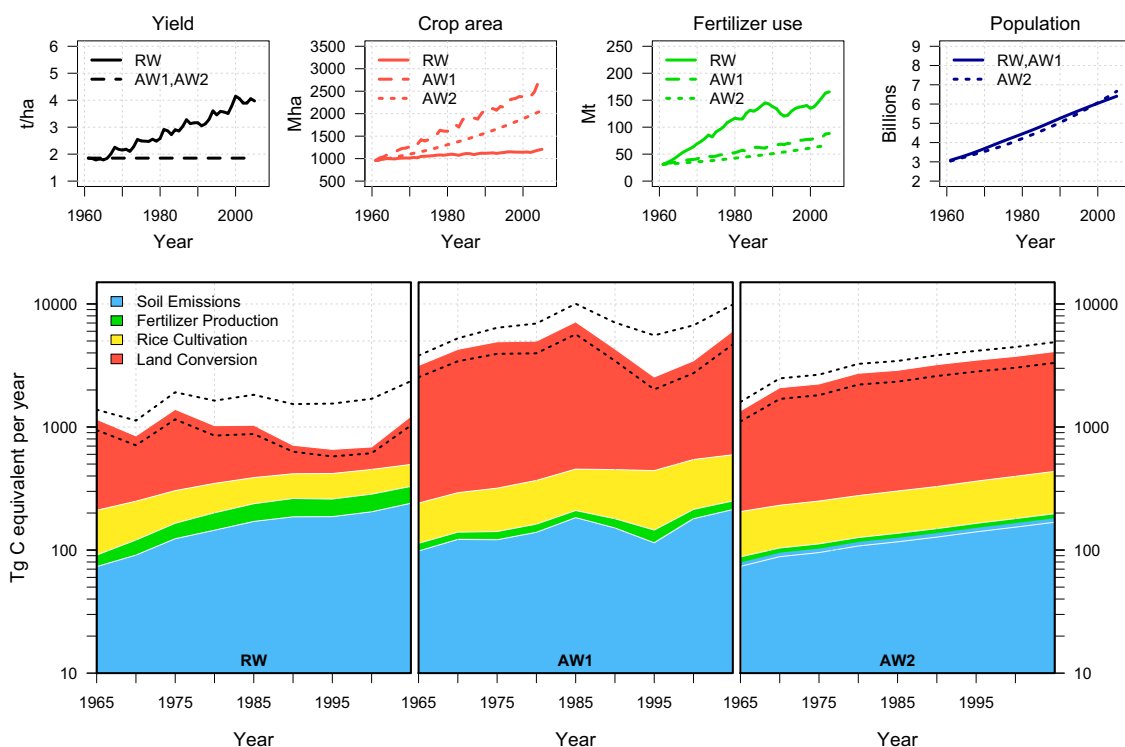 Yield
t/ha
6
5
4
3
2
1
RW
AW1,AW2
1960
1980
2000
Year
Crop area
Mha
3500
3000
2500
2000
1500
1000
500
RW
AW1
AW2
1960
1980
2000
Year
Fertilizer use
Mt
250
200
150
100
50
0
RW
AW1
AW2
1960
1980
2000
Year
Population
Billions
9
8
7
6
5
4
3
2
RW,AW1
AW2
1960
1980
2000
Year
Tg C equivalent per year
10000
1000
100
10
Soil Emissions
Fertilizer Production
Rice Cultivation
Land Conversion
RW
1965
1975
1985
1995
Year
AW1
1965
1975
1985
1995
Year
AW2
1965
1975
1985
1995
Year
10000
1000
100
10